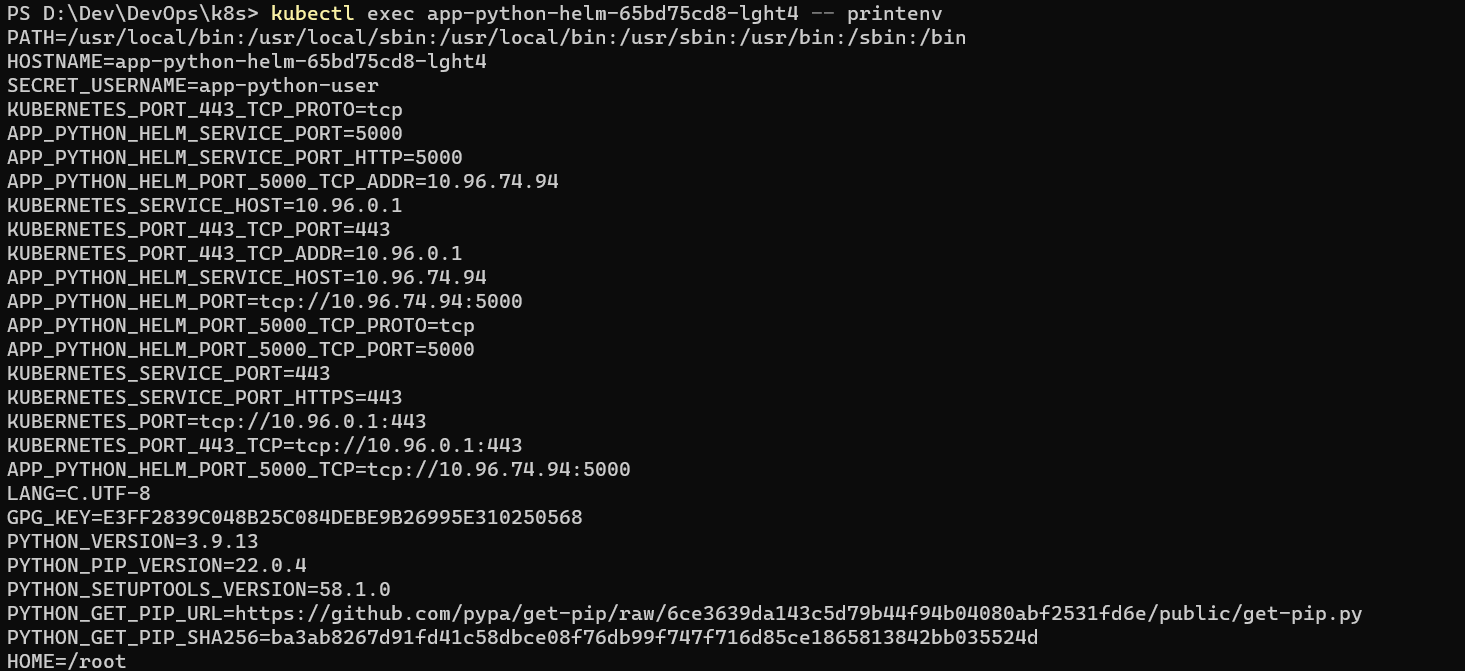 PS D:\Dev\DevOps\k8s> kubectl exec app-python-helm-65bd75cd8-lght4 -- printenv
PATH=/usr/local/bin:/usr/local/sbin:/usr/local/bin:/usr/sbin:/usr/bin:/sbin:/bin
HOSTNAME=app-python-helm-65bd75cd8-lght4
SECRET_USERNAME=app-python-user
KUBERNETES_PORT_443_TCP_PROTO=tcp
APP_PYTHON_HELM_SERVICE_PORT=5000
APP_PYTHON_HELM_SERVICE_PORT_HTTP=5000
APP_PYTHON_HELM_PORT_5000_TCP_ADDR=10.96.74.94
KUBERNETES_SERVICE_HOST=10.96.0.1
KUBERNETES_PORT_443_TCP_PORT=443
KUBERNETES_PORT_443_TCP_ADDR=10.96.0.1
APP_PYTHON_HELM_SERVICE_HOST=10.96.74.94
APP_PYTHON_HELM_PORT=tcp://10.96.74.94:5000
APP_PYTHON_HELM_PORT_5000_TCP_PROTO=tcp
APP_PYTHON_HELM_PORT_5000_TCP_PORT=5000
KUBERNETES_SERVICE_PORT=443
KUBERNETES_SERVICE_PORT_HTTPS=443
KUBERNETES_PORT=tcp://10.96.0.1:443
KUBERNETES_PORT_443_TCP=tcp://10.96.0.1:443
APP_PYTHON_HELM_PORT_5000_TCP=tcp://10.96.74.94:5000
LANG=C.UTF-8
GPG_KEY=E3FF2839C048B25C084DEBE9B26995E310250568
PYTHON_VERSION=3.9.13
PYTHON_PIP_VERSION=22.0.4
PYTHON_SETUPTOOLS_VERSION=58.1.0
PYTHON_GET_PIP_URL=https://github.com/pypa/get-pip/raw/6ce3639da143c5d79b44f94b04080abf2531fd6e/public/get-pip.py
PYTHON_GET_PIP_SHA256=ba3ab8267d91fd41c58dbce08f76db99f747f716d85ce1865813842bb035524d
HOME=/root